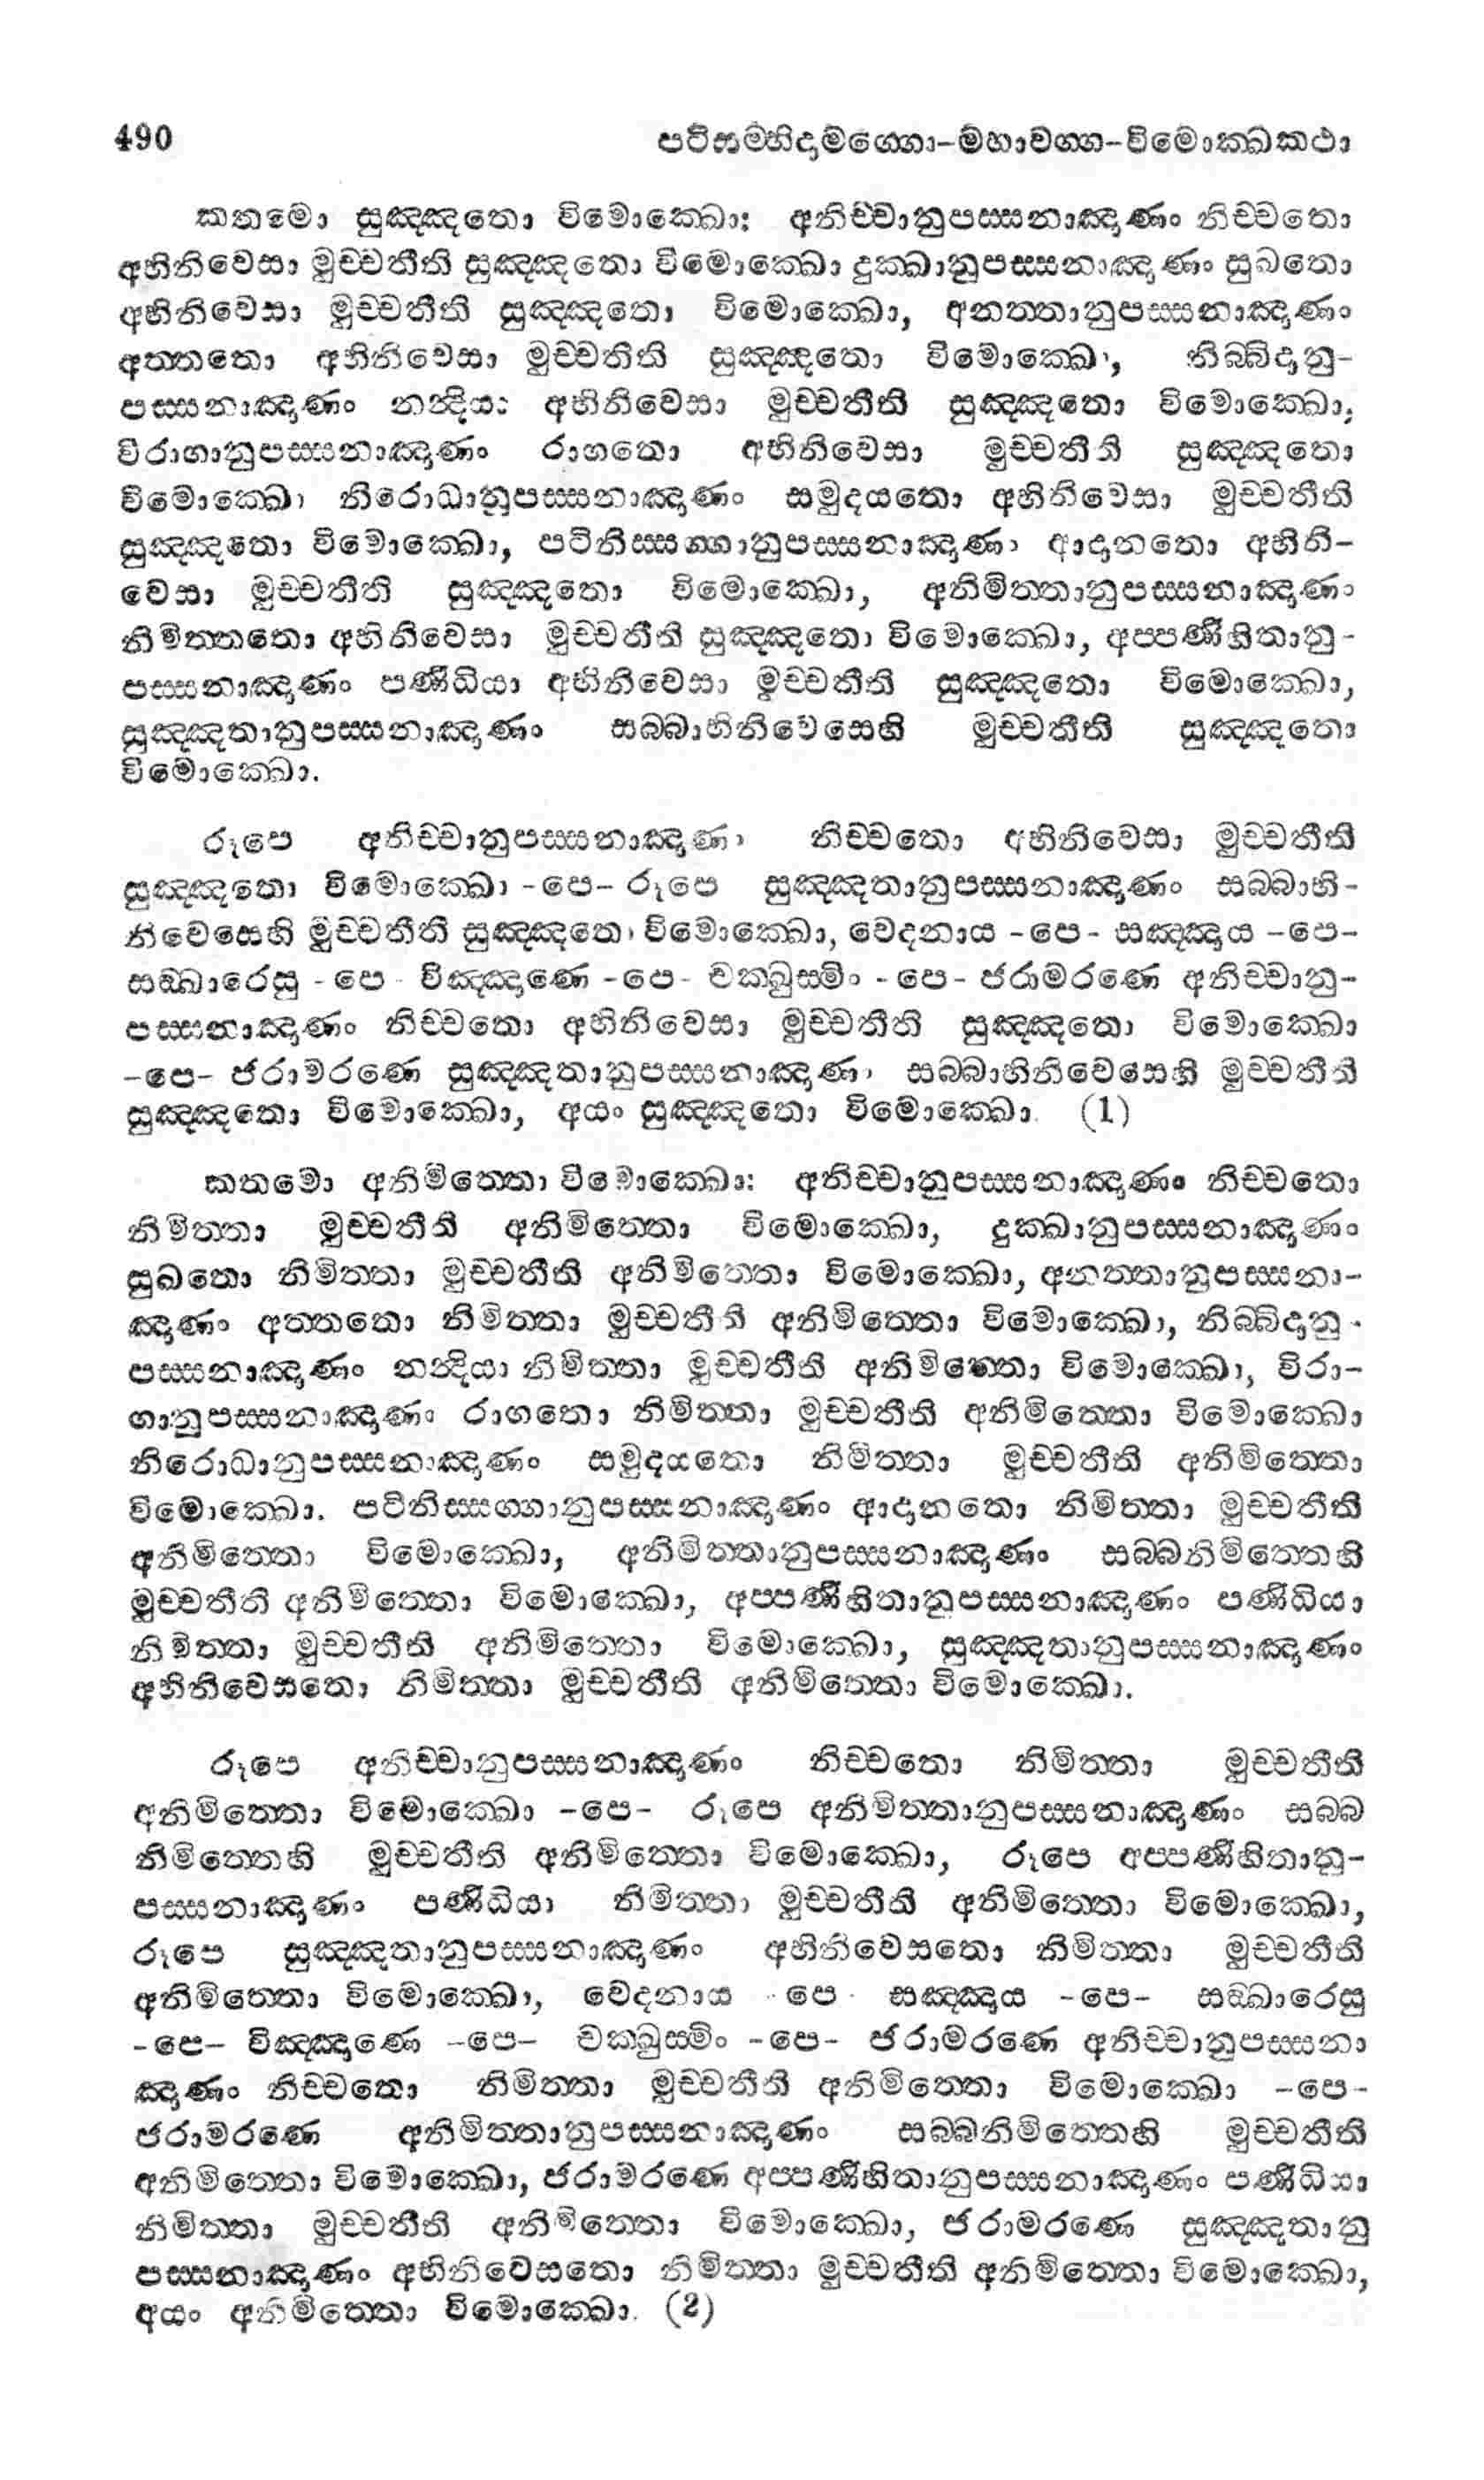 490 පටිසම්භිදාමග්ගො-මහාවග්ග-විමොක්ඛකථා
කතමො සුඤ්ඤතො විමොක්ඛො: අනිච්චානුපස්සනාඤාණං නිච්චතො
අභිනිවෙසා මුච්චතීති සුඤ්ඤතො විමොක්ඛො දුක්ඛානුපස්සනාඤාණං සුඛතො
අභිනිවෙසා මුච්චතීති සුඤ්ඤතො විමොක්ඛො, අනත්තානුපස්සනාඤාණං
අත්තතො අභිනිවෙසා මුච්චතීති සුඤ්ඤතො විමොක්ඛො, නිබ්බිදානු-
පස්සනාඤාණං නන්දියා අභිනිවෙසා මුච්චතීති සුඤ්ඤතො විමොක්ඛො,
විරාගානුපස්සනාඤාණං රාගතො අභිනිවෙසා මුච්චතීති සුඤ්ඤතො
විමොක්ඛො නිරොධානුපස්සනාඤාණං සමුදයතො අභිනිවෙසා මුච්චතීති
සුඤ්ඤතො විමොක්ඛො, පටිනිස්සග්ගානුපස්සනාඤාණං ආදානතො අභිනි-
වෙසා මුච්චතීති සුඤ්ඤතො විමොක්ඛො, අනිමිත්තානුපස්සනාඤාණං
නිමිත්තතො අභිනිවෙසා මුච්චතීති සුඤ්ඤතො විමොක්ඛො, අප්පණිහිතානු-
පස්සනාඤාණං පණිධියා අභිනිවෙසා මුච්චතීති සුඤ්ඤතො විමොක්ඛො,
සුඤ්ඤතානුපස්සනාඤාණං සබ්බාභිනිවෙසෙහි මුච්චතීති සුඤ්ඤතො
විමොක්ඛො.
රූපෙ අනිච්චානුපස්සනාඤාණං නිච්චතො අභිනිවෙසා මුච්චතීති
සුඤ්ඤතො විමොක්ඛො -පෙ- රූපෙ සුඤ්ඤතානුපස්සනාඤාණං සබ්බාභි-
නිවෙසෙහි මුච්චතීති සුඤ්ඤතො විමොක්ඛො, වෙදනාය -පෙ- සඤ්ඤාය -පෙ-
සඞ්ඛාරෙසු -පෙ- විඤ්ඤාණෙ -පෙ- චක්ඛුස්මිං -පෙ- ජරාමරණෙ අනිච්චානු-
පස්සනාඤාණං නිච්චතො අභිනිවෙසා මුච්චතීති සුඤ්ඤතො විමොක්ඛො
-පෙ- ජරාමරණෙ සුඤ්ඤතානුපස්සනාඤාණං සබ්බාභිනිවෙසෙහි මුච්චතීති
සුඤ්ඤතො විමොක්ඛො, අයං සුඤ්ඤතො විමොක්ඛො. (1)
කතමො අනිමිත්තො විමොක්ඛො: අනිච්චානුපස්සනාඤාණං නිච්චතො
නිමිත්තා මුච්චතීති අනිමිත්තො විමොක්ඛො, දුක්ඛානුපස්සනාඤාණං
සුඛතො නිමිත්තා මුච්චතීති අනිමිත්තො විමොක්ඛො, අනත්තානුපස්සනා-
ඤාණං අත්තතො නිමිත්තා මුච්චතීති අනිමිත්තො විමොක්ඛො, නිබ්බිදානු-
පස්සනාඤාණං නන්දියා නිමිත්තා මුච්චතීති අනිමිත්තො විමොක්ඛො, විරා-
ගානුපස්සනාඤාණං රාගතො නිමිත්තා මුච්චතීති අනිමිත්තො විමොක්ඛො
නිරොධානුපස්සනාඤාණං සමුදයතො නිමිත්තා මුච්චතීති අනිමිත්තො
විමොක්ඛො. පටිනිස්සග්ගානුපස්සනාඤාණං ආදානතො නිමිත්තා මුච්චතීති
අනිමිත්තො විමොක්ඛො, අනිමිත්තානුපස්සනාඤාණං සබ්බනිමිත්තෙහි
මුච්චතීති අනිමිත්තො විමොක්ඛො, අප්පණිහිතානුපස්සනාඤාණං පණිධියා
නිමිත්තා මුච්චතීති අනිමිත්තො විමොක්ඛො, සුඤ්ඤතානුපස්සනාඤාණං
අභිනිවෙසතො නිමිත්තා මුච්චතීති අනිමිත්තො විමොක්ඛො.
රූපෙ අනිච්චානුපස්සනාඤාණං නිච්චතො නිමිත්තා මුච්චතීති
අනිමිත්තො විමොක්ඛො -පෙ- රූපෙ අනිමිත්තානුපස්සනාඤාණං සබ්බ
නිමිත්තෙහි මුච්චතීති අනිමිත්තො විමොක්ඛො, රූපෙ අප්පණිහිතානු-
පස්සනාඤාණං පණිධියා නිමිත්තා මුච්චතීති අනිමිත්තො විමොක්ඛො,
රූපෙ සුඤ්ඤතානුපස්සනාඤාණං අභිනිවෙසතො නිමිත්තා මුච්චතීති
අනිමිත්තො විමොක්ඛො, වෙදනාය -පෙ- සඤ්ඤාය -පෙ- සඞ්ඛාරෙසු
-පෙ- විඤ්ඤාණෙ -පෙ- චක්ඛුස්මිං -පෙ- ජරාමරණෙ අනිච්චානුපස්සනා
ඤාණං නිච්චතො නිමිත්තා මුච්චතීති අනිමිත්තො විමොක්ඛො -පෙ-
ජරාමරණෙ අනිමිත්තානුපස්සනාඤාණං සබ්බනිමිත්තෙහි මුච්චතීති
අනිමිත්තො විමොක්ඛො, ජරාමරණෙ අප්පණිහිතානුපස්සනාඤාණං පණිධියා
නිමිත්තා මුච්චතීති අනිමිත්තො විමොක්ඛො, ජරාමරණෙ සුඤ්ඤතානු
පස්සනාඤාණං අභිනිවෙසතො නිමිත්තා මුච්චතීති අනිමිත්තො විමොක්ඛො,
අයං අනිමිත්තො විමොක්ඛො. (2)